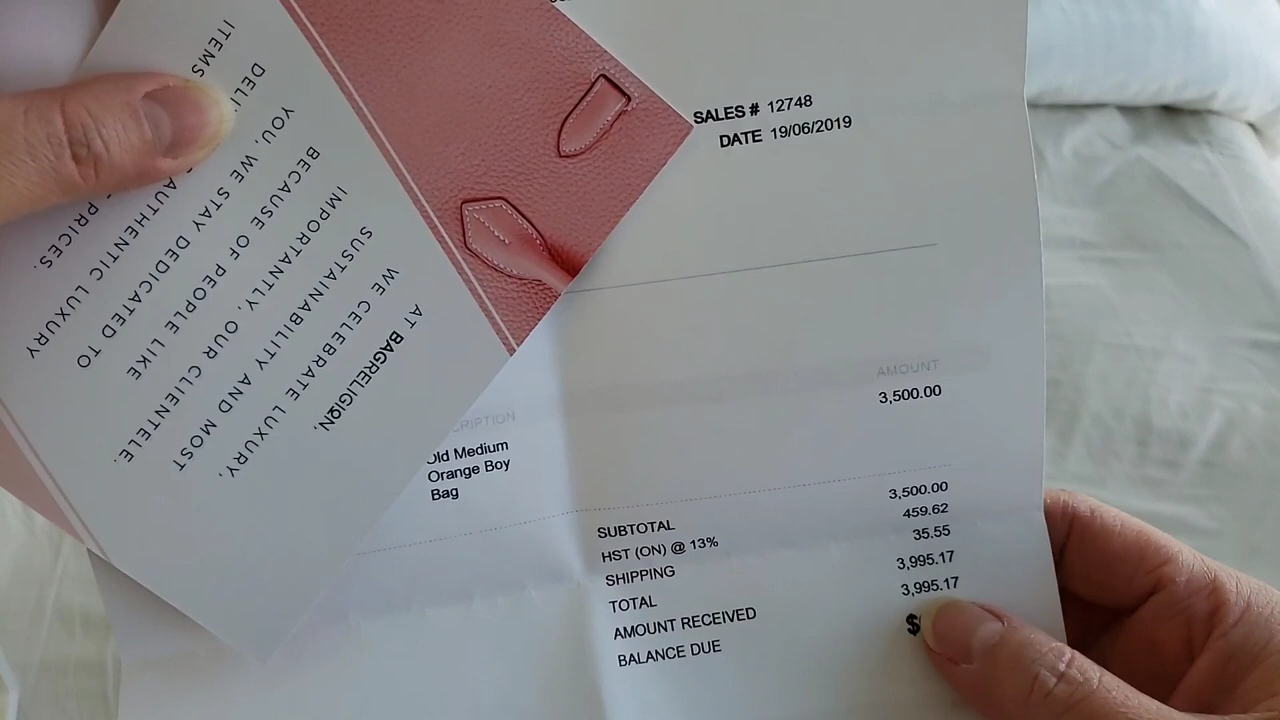 AT BAGRELIGION,
WE CELEBRATE LUXURY,
SUSTAINABILITY AND MOST
IMPORTANTLY, OUR CLIENTELE.
BECAUSE OF PEOPLE LIKE
YOU, WE STAY DEDICATED TO
AUTHENTIC LUXURY
ITEMS PRICES.
SALES # 12748
DATE 19/06/2019
AMOUNT
3,500.00
Medium
Orange Boy
Bag
SUBTOTAL 3,500.00
HST (ON) @ 13% 459.62
SHIPPING 35.55
TOTAL 3,995.17
AMOUNT RECEIVED 3,995.17
BALANCE DUE $